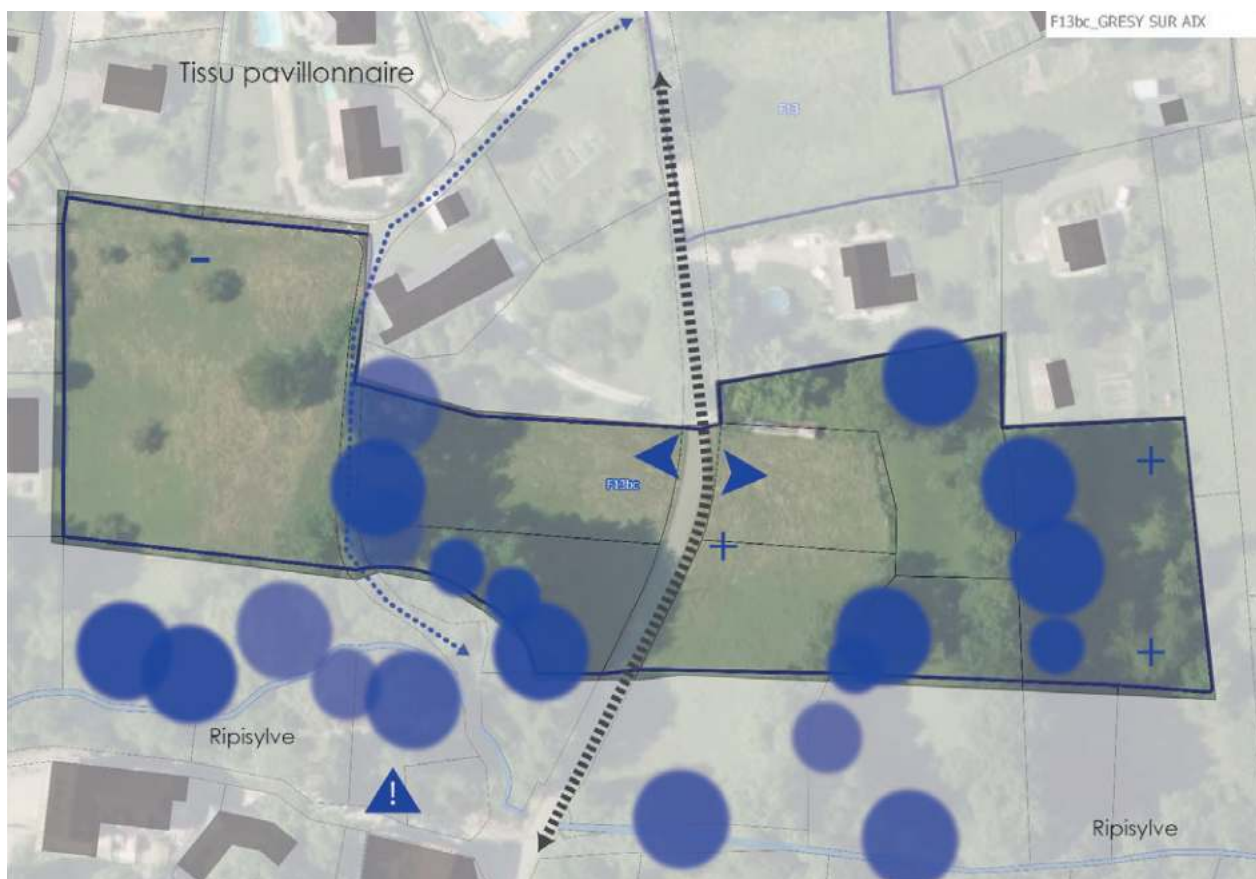 F13bc_GRESY SUR AIX
Tissu pavillonnaire
F13
F13bc
Ripisylve
!
Ripisylve